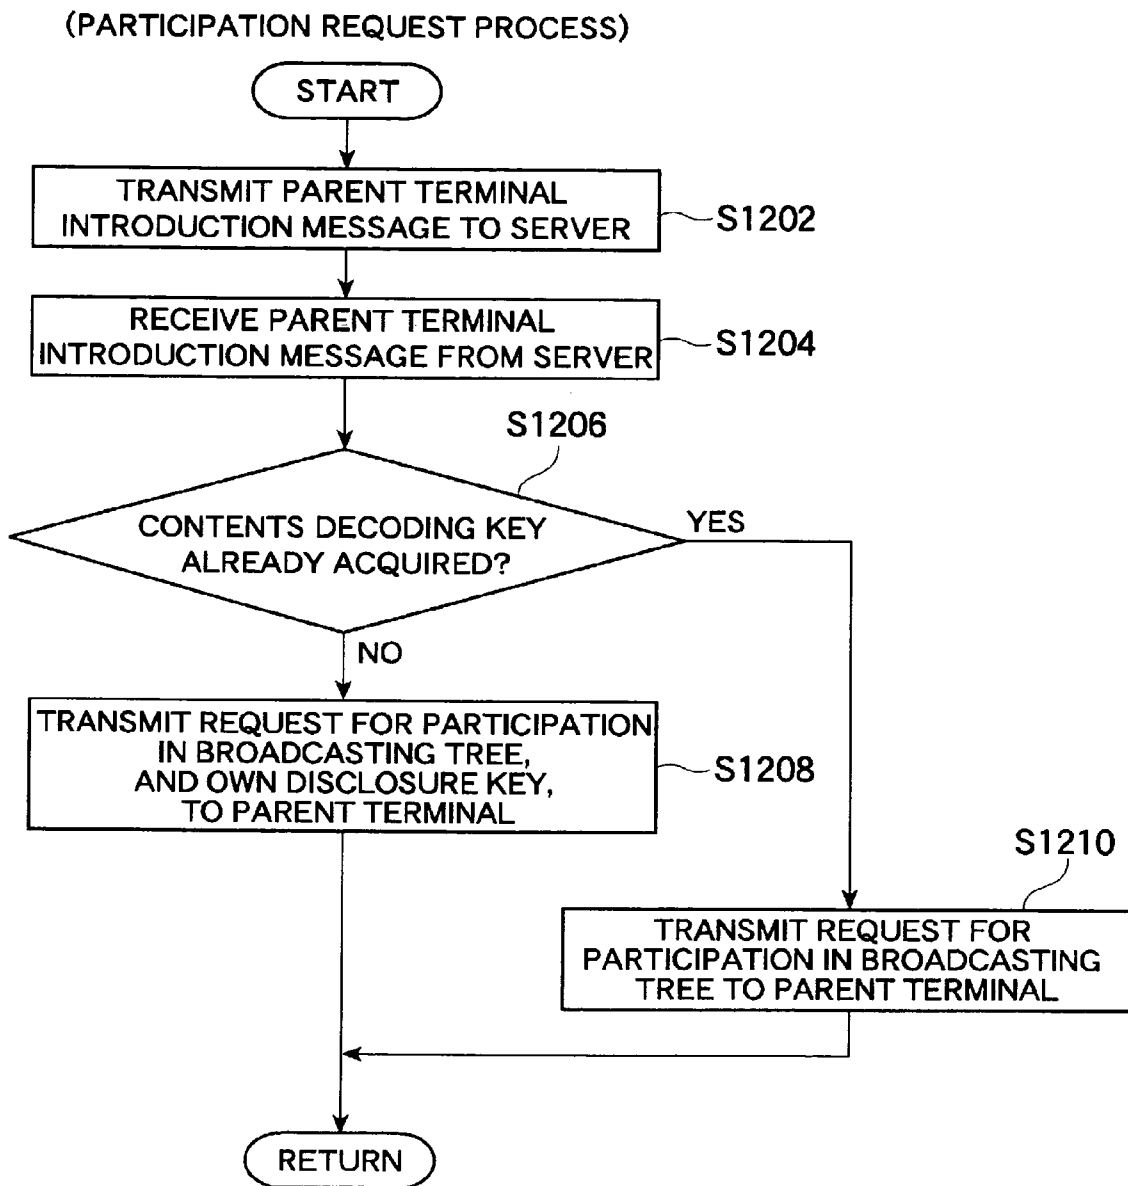 (PARTICIPATION REQUEST PROCESS)
START
TRANSMIT PARENT TERMINAL
INTRODUCTION MESSAGE TO SERVER
S1202
RECEIVE PARENT TERMINAL
INTRODUCTION MESSAGE FROM SERVER
S1204
S1206
CONTENTS DECODING KEY
ALREADY ACQUIRED?
YES
NO
TRANSMIT REQUEST FOR PARTICIPATION
IN BROADCASTING TREE,
AND OWN DISCLOSURE KEY,
TO PARENT TERMINAL
S1208
S1210
TRANSMIT REQUEST FOR
PARTICIPATION IN BROADCASTING
TREE TO PARENT TERMINAL
RETURN